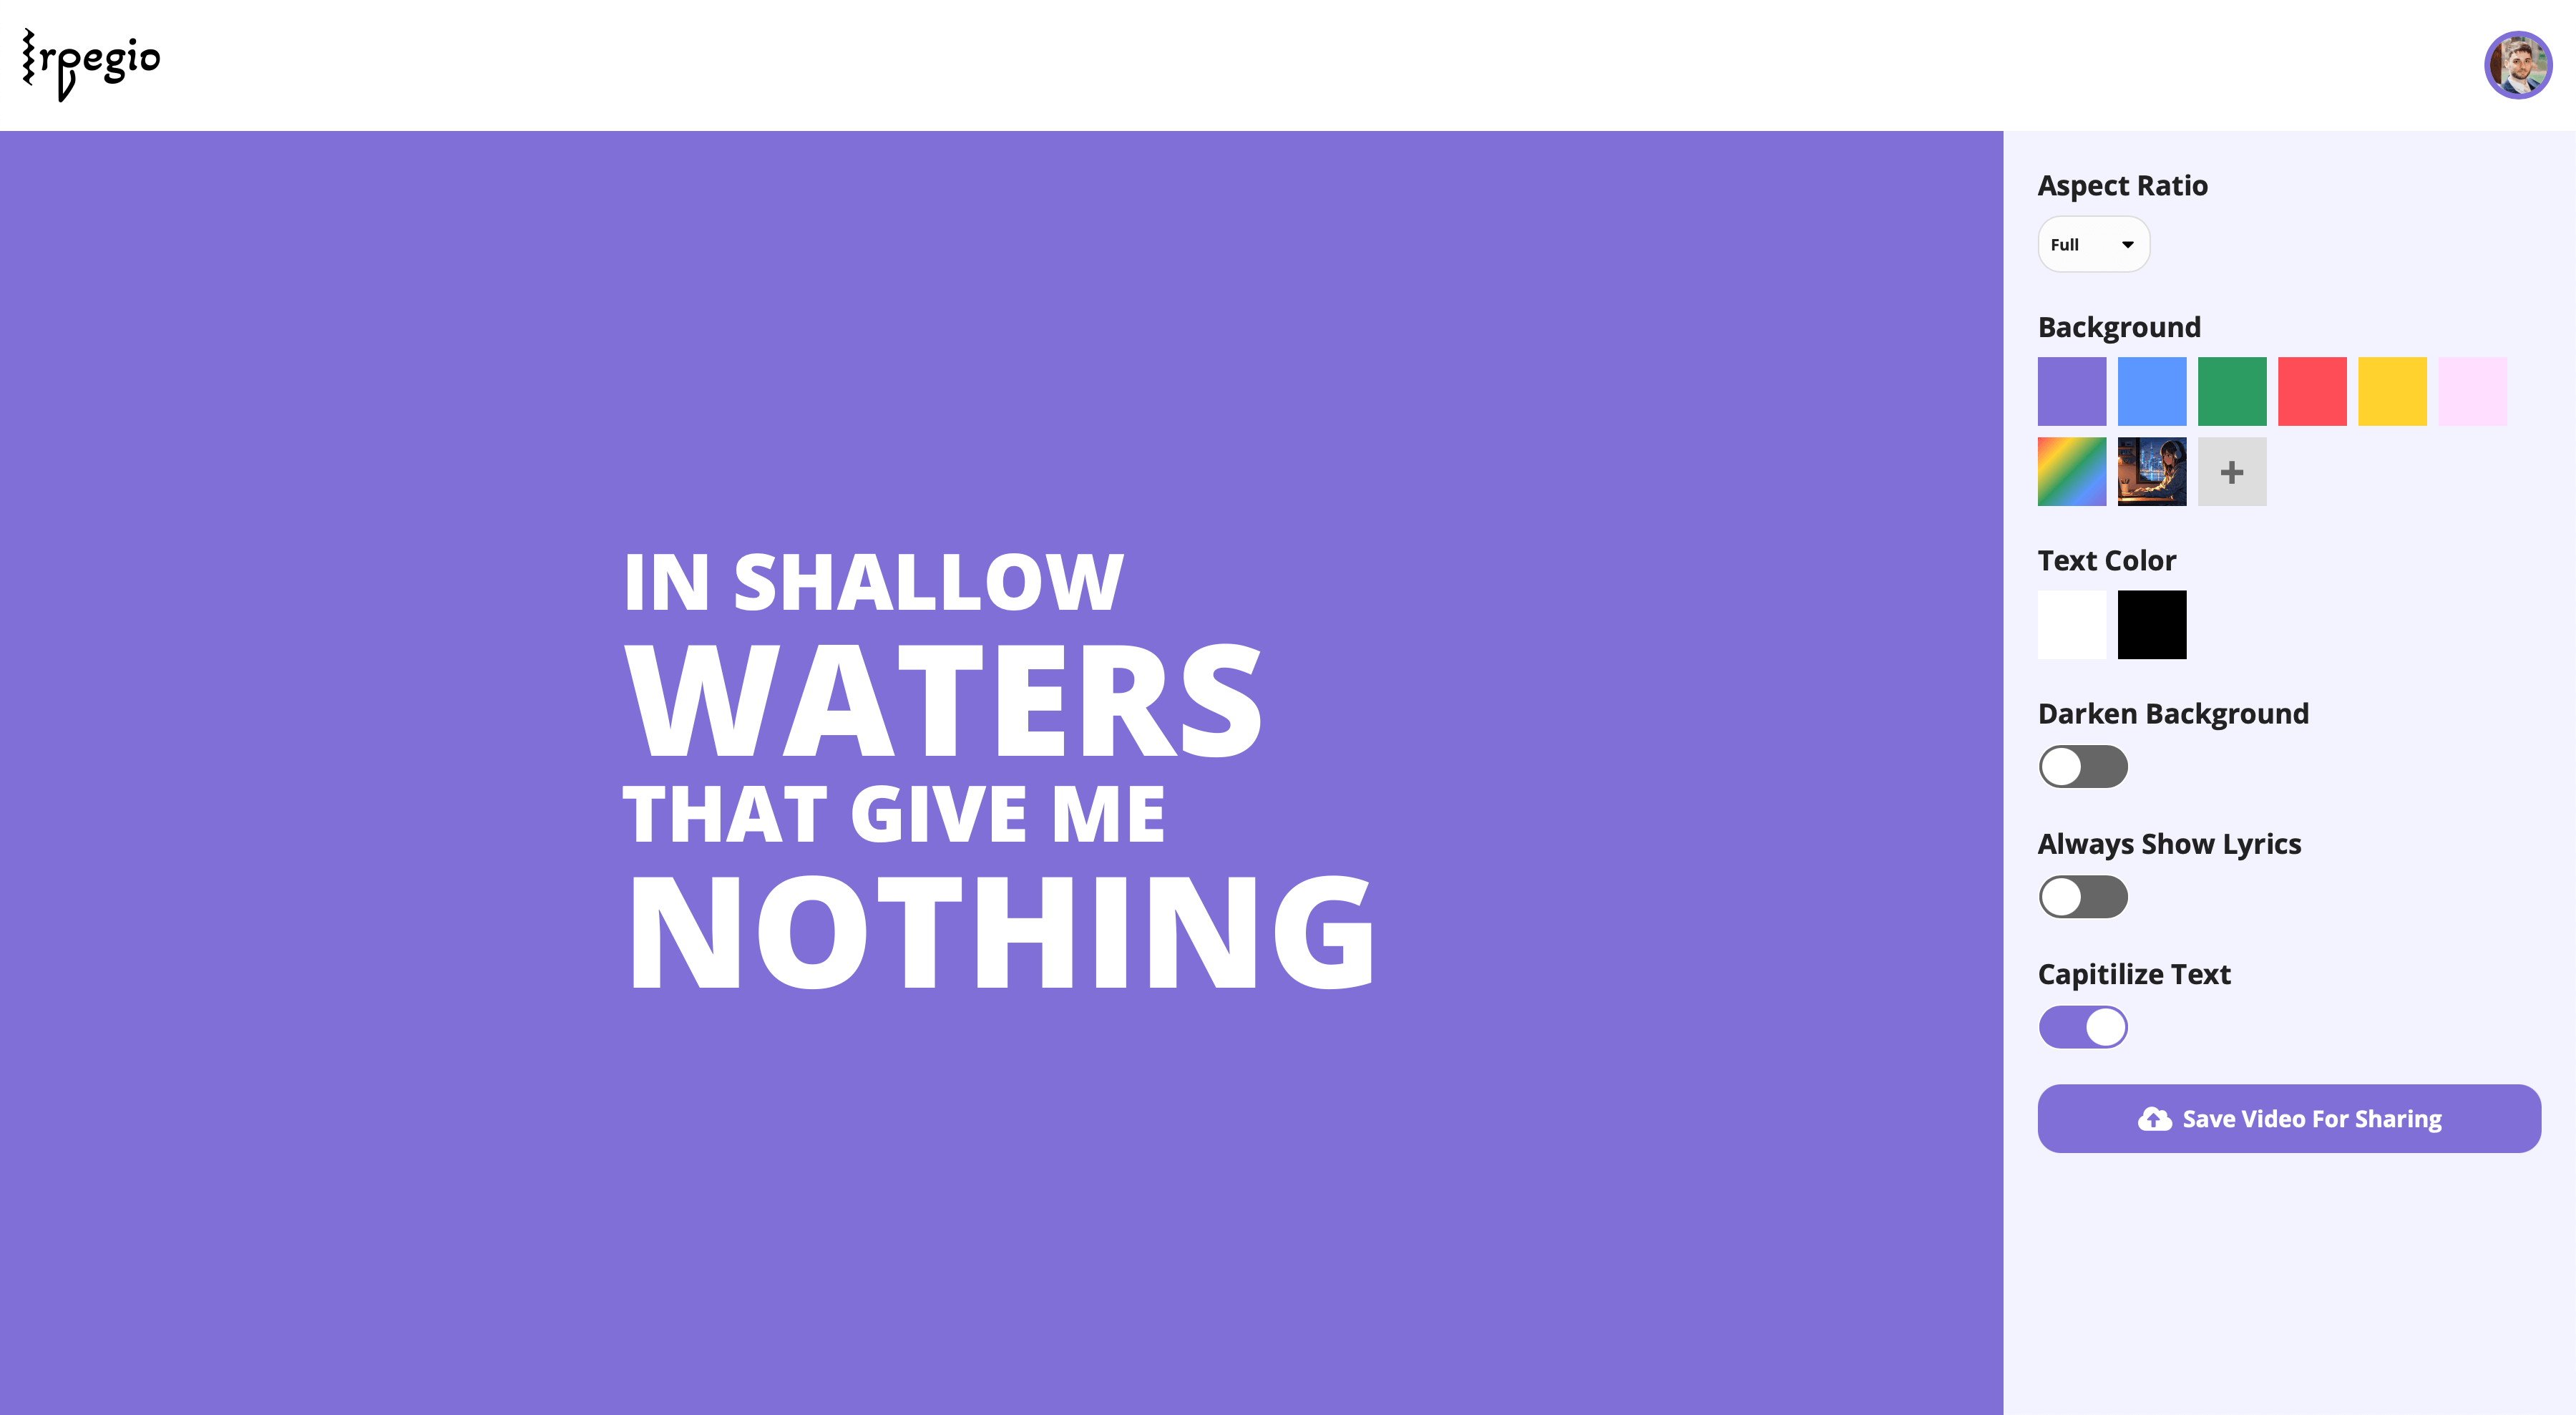 rpegio
Aspect Ratio
Full
Background
Text Color
Darken Background
Always Show Lyrics
Capitilize Text
Save Video For Sharing
IN SHALLOW
WATERS
THAT GIVE ME
NOTHING